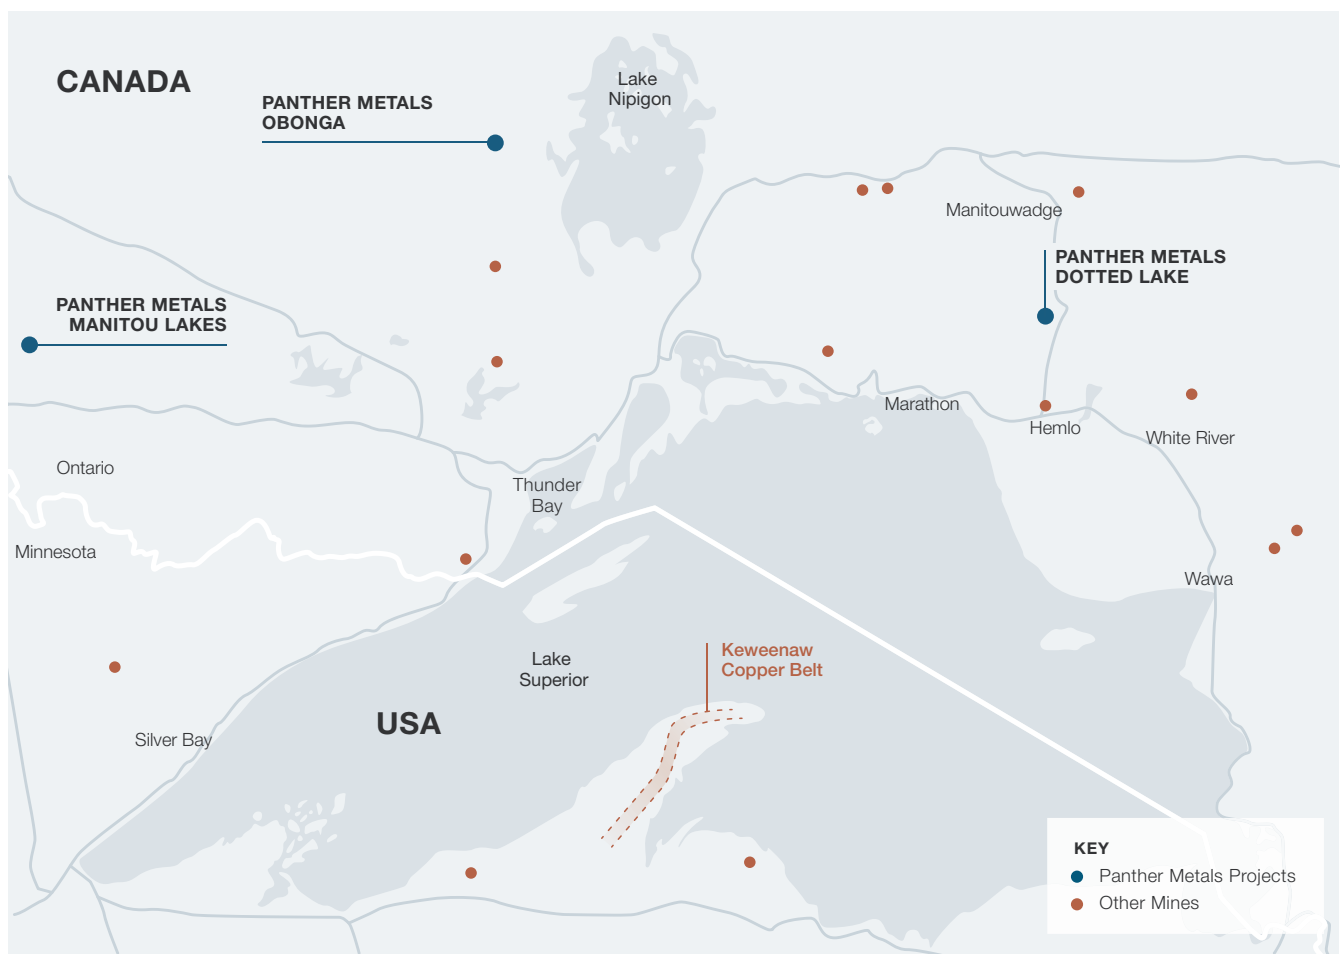 CANADA
PANTHER METALS
OBONGA
Lake
Nipigon
Manitouwadge
PANTHER METALS
DOTTED LAKE
PANTHER METALS
MANITOU LAKES
Marathon
Hemlo
White River
Ontario
Thunder
Bay
Minnesota
Wawa
Lake
Superior
Keweenaw
Copper Belt
USA
Silver Bay
KEY
Panther Metals Projects
Other Mines